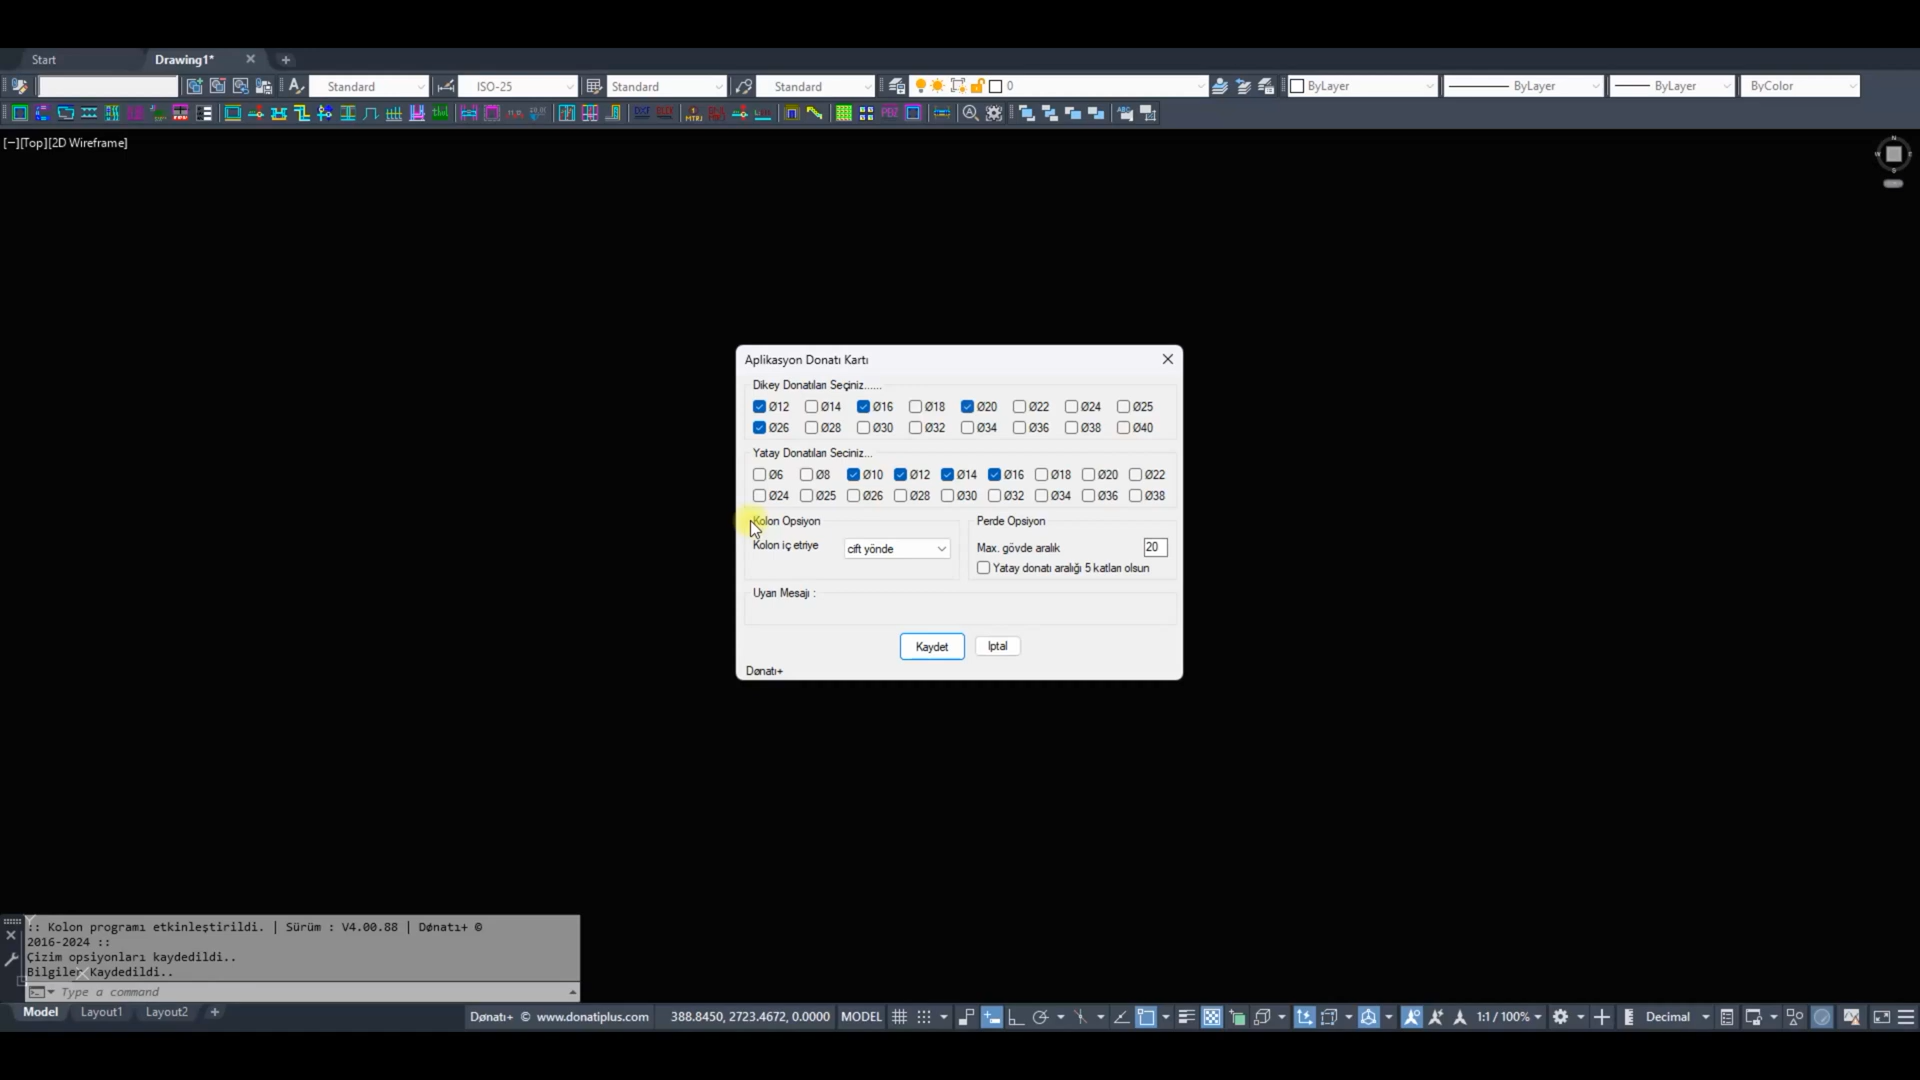 Start Drawing1*
Standard ISO-25 Standard Standard 0 ByLayer ByLayer ByLayer ByColor
[−][Top][2D Wireframe]
Aplikasyon Donatı Kartı
Dikey Donatıları Seçiniz......
Ø12 Ø14 Ø16 Ø18 Ø20 Ø22 Ø24 Ø25
Ø26 Ø28 Ø30 Ø32 Ø34 Ø36 Ø38 Ø40
Yatay Donatıları Seciniz...
Ø6 Ø8 Ø10 Ø12 Ø14 Ø16 Ø18 Ø20 Ø22
Ø24 Ø25 Ø26 Ø28 Ø30 Ø32 Ø34 Ø36 Ø38
Kolon Opsiyon
Kolon iç etriye cift yönde
Perde Opsiyon
Max. gövde aralık 20
Yatay donatı aralığı 5 katları olsun
Uyarı Mesajı :
Kaydet Iptal
Dønatı+
:: Kolon programı etkinleştirildi. | Sürüm : V4.00.88 | Dønatı+ ©
2016-2024 ::
Çizim opsiyonları kaydedildi..
Bilgiler Kaydedildi..
Type a command
Model Layout1 Layout2
Dønatı+ © www.donatiplus.com 388.8450, 2723.4672, 0.0000 MODEL 1:1 / 100% Decimal